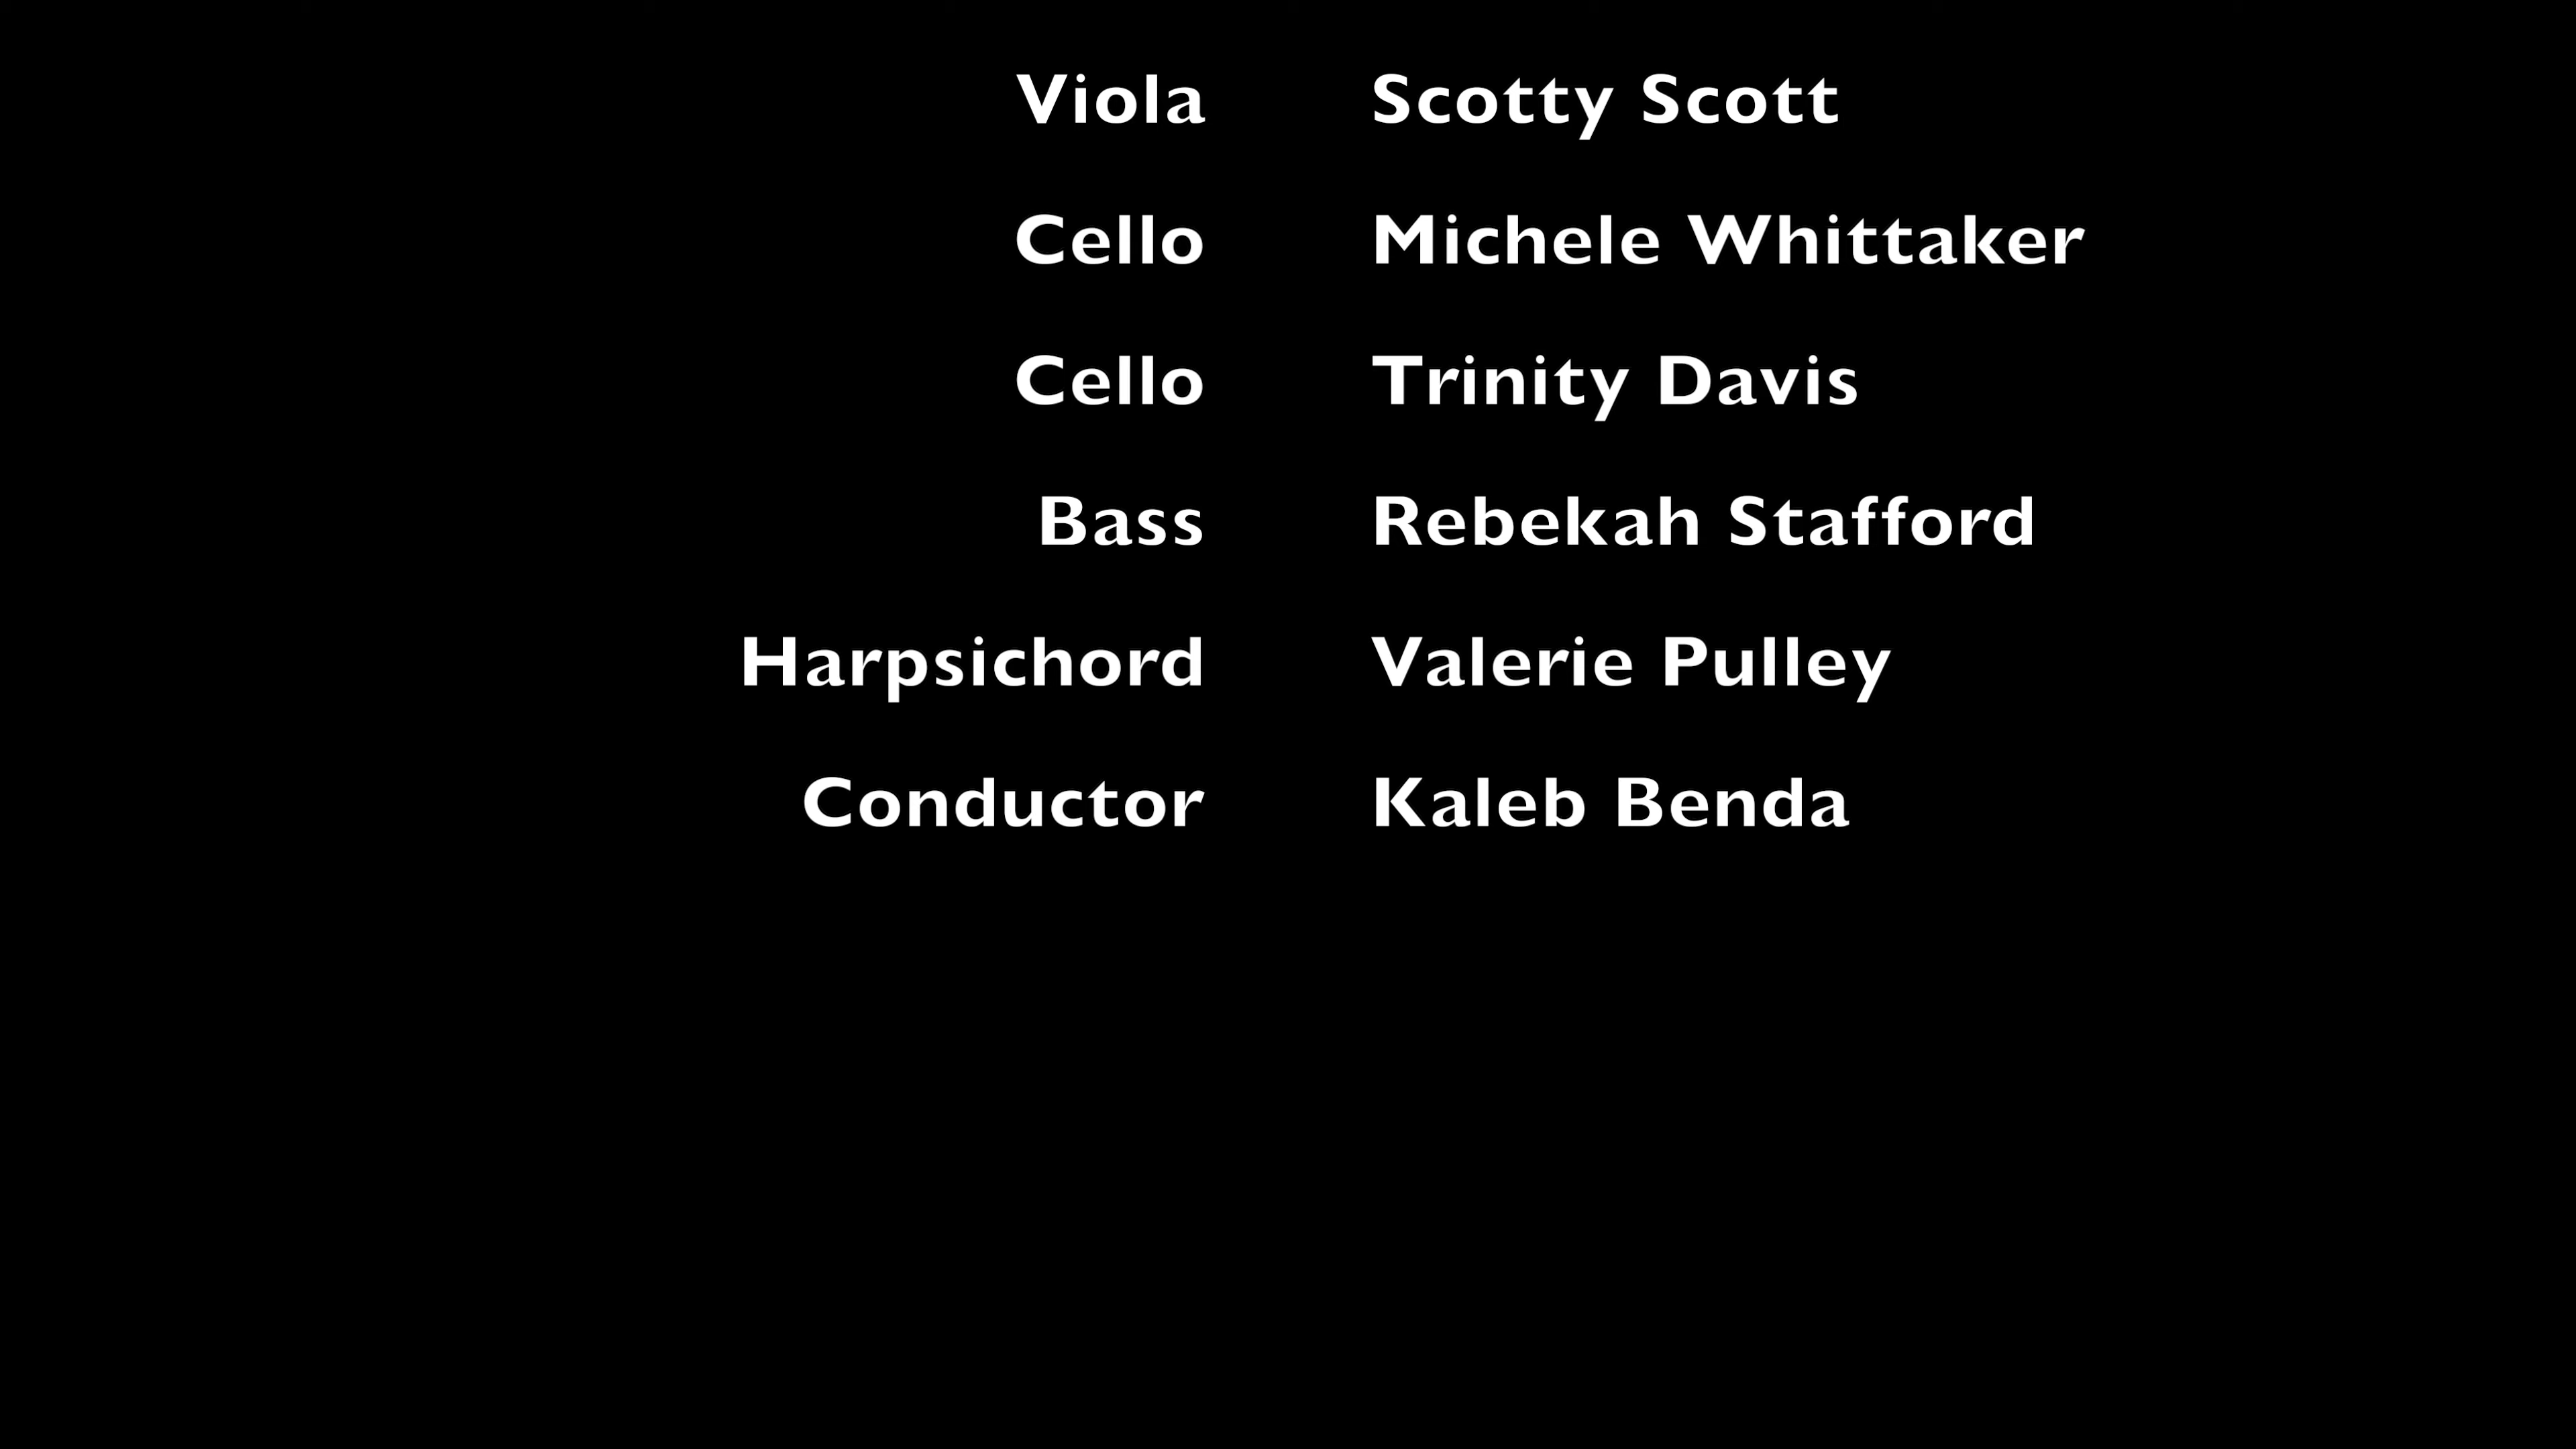 Viola Scotty Scott
Cello Michele Whittaker
Cello Trinity Davis
Bass Rebekah Stafford
Harpsichord Valerie Pulley
Conductor Kaleb Benda